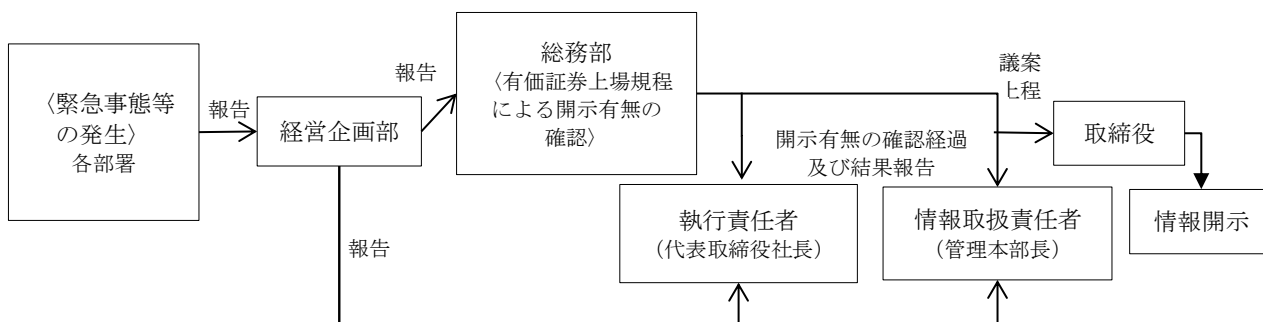 〈緊急事態等
の発生〉
各部署
報告
経営企画部
報告
総務部
〈有価証券上場規程
による開示有無の
確認〉
議案
上程
開示有無の確認経過
及び結果報告
取締役
情報開示
執行責任者
（代表取締役社長）
情報取扱責任者
（管理本部長）
報告